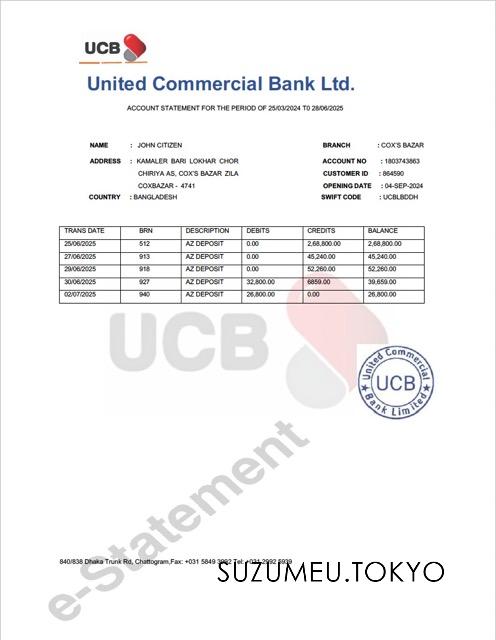 UCB
United Commercial Bank Ltd.
ACCOUNT STATEMENT FOR THE PERIOD OF 25/03/2024 TO 28/06/2025
NAME : JOHN CITIZEN BRANCH : COX'S BAZAR
ADDRESS : KAMALER BARI LOKHAR CHOR ACCOUNT NO : 1803743863
CHIRIYA AS, COX'S BAZAR ZILA CUSTOMER ID : 864590
COXBAZAR - 4741 OPENING DATE : 04-SEP-2024
COUNTRY : BANGLADESH SWIFT CODE : UCBLBDDH
TRANS DATE BRN DESCRIPTION DEBITS CREDITS BALANCE
25/06/2025 512 AZ DEPOSIT 0.00 2,68,800.00 2,68,800.00
27/06/2025 913 AZ DEPOSIT 0.00 45,240.00 45,240.00
29/06/2025 918 AZ DEPOSIT 0.00 52,260.00 52,260.00
30/06/2025 927 AZ DEPOSIT 32,800.00 6859.00 39,659.00
02/07/2025 940 AZ DEPOSIT 26,800.00 0.00 26,800.00
UCB
United Commercial
UCB
Bank Limited
e-Statement
840/838 Dhaka Trunk Rd, Chattogram,Fax: +031 5849 3992 Tel: +031 2992 5939
SUZUMEU.TOKYO